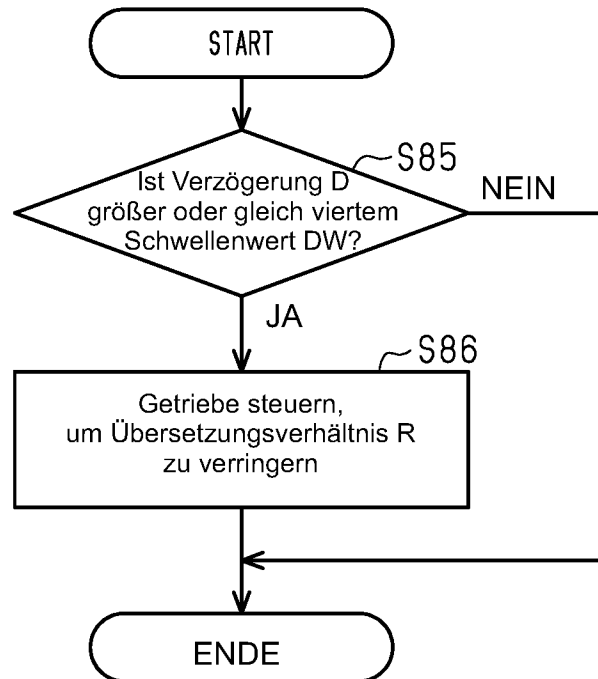 START
S85
Ist Verzögerung D
größer oder gleich viertem
Schwellenwert DW?
NEIN
JA
S86
Getriebe steuern,
um Übersetzungsverhältnis R
zu verringern
ENDE